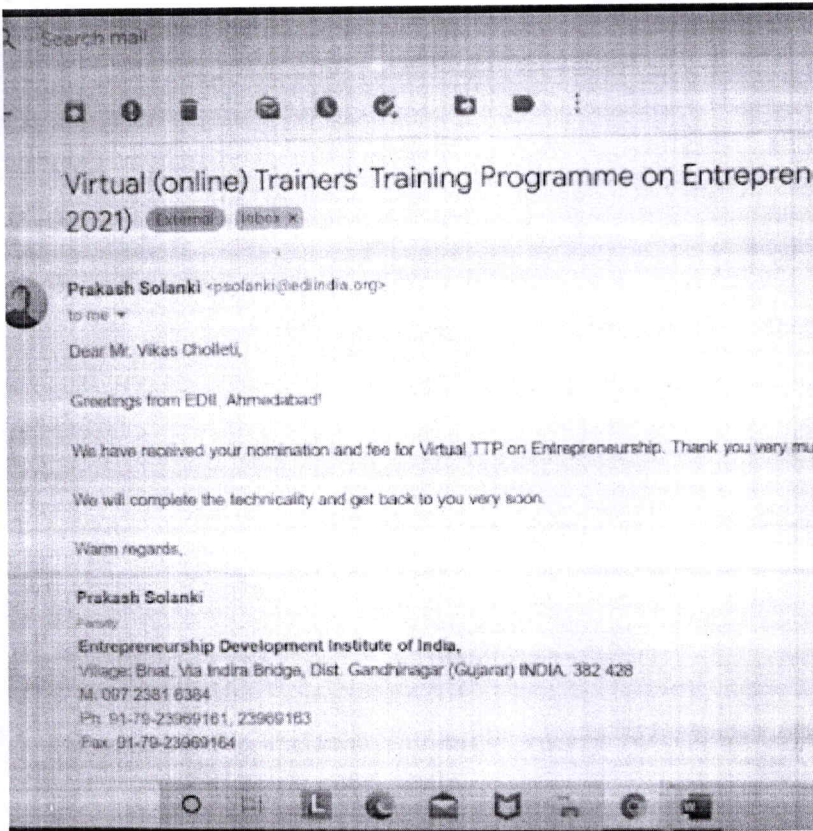 Search mail
Virtual (online) Trainers' Training Programme on Entrepren
2021) External Inbox x
Prakash Solanki <psolanki@ediindia.org>
to me
Dear Mr. Vikas Cholleti,
Greetings from EDII, Ahmedabad!
We have received your nomination and fee for Virtual TTP on Entrepreneurship. Thank you very mu
We will complete the technicality and get back to you very soon.
Warm regards,
Prakash Solanki
Faculty
Entrepreneurship Development Institute of India,
Village: Bhat, Via Indira Bridge, Dist. Gandhinagar (Gujarat) INDIA, 382 428
M. 097 2381 6384
Ph: 91-79-23969161, 23969163
Fax: 91-79-23969164